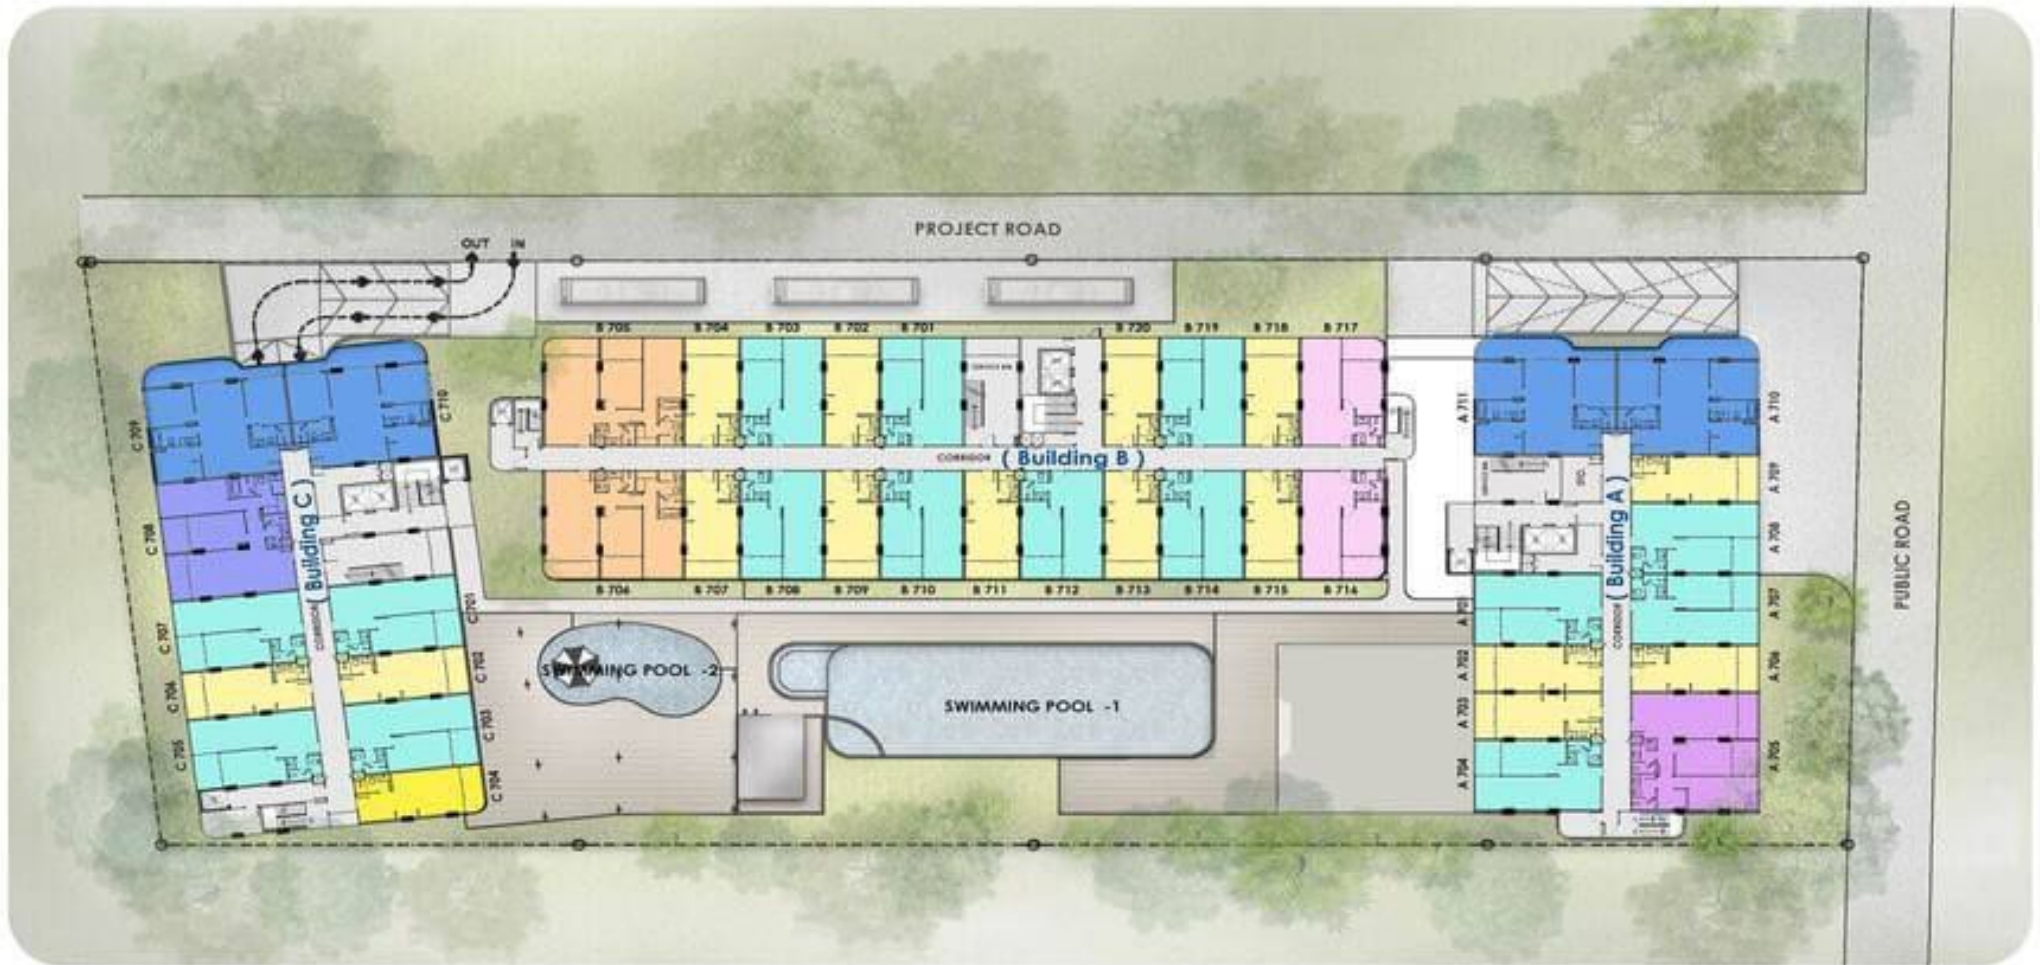 PROJECT ROAD
OUT IN
B 705 B 704 B 703 B 702 B 701 B 720 B 719 B 718 B 717
C 709
C 710
C 708
C 707
C 706
C 705
C 701
C 702
C 703
C 704
CORRIDOR
( Building C )
SERVICE RM.
CORRIDOR
( Building B )
B 706 B 707 B 708 B 709 B 710 B 711 B 712 B 713 B 714 B 715 B 716
SWIMMING POOL -2
SWIMMING POOL -1
A 711
A 710
A 709
A 708
A 707
A 706
A 705
A 701
A 702
A 703
A 704
CORRIDOR
( Building A )
PUBLIC ROAD